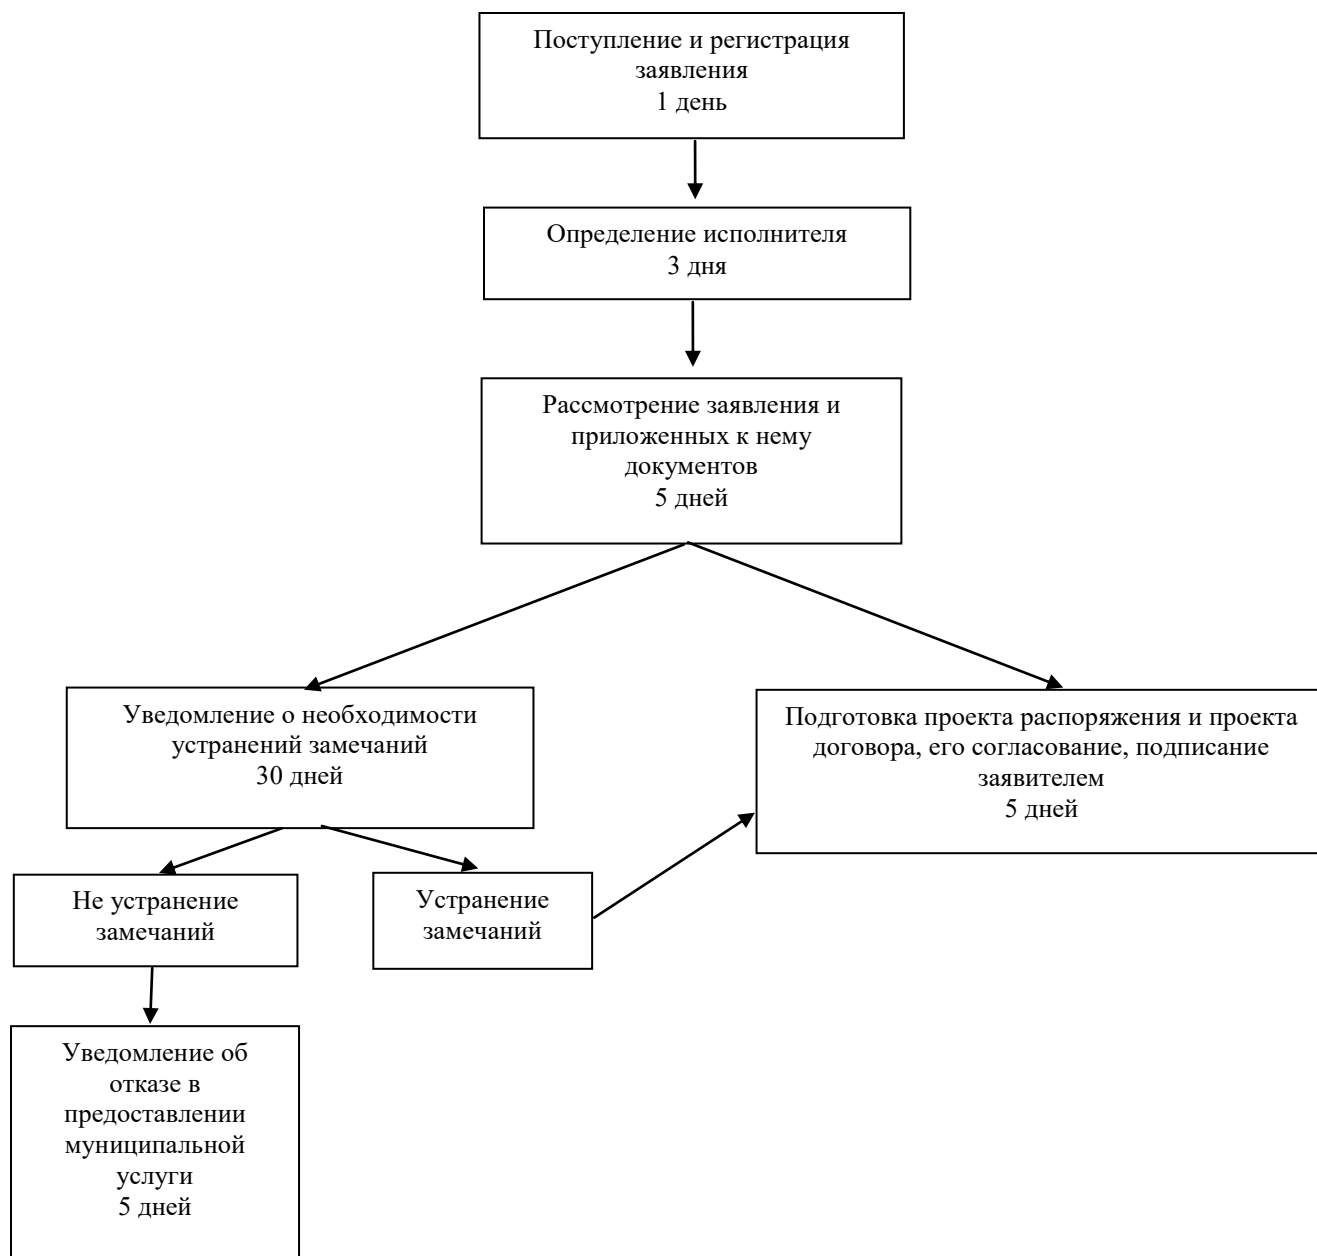 Поступление и регистрация
заявления
1 день
Определение исполнителя
3 дня
Рассмотрение заявления и
приложенных к нему
документов
5 дней
Уведомление о необходимости
устранений замечаний
30 дней
Подготовка проекта распоряжения и проекта
договора, его согласование, подписание
заявителем
5 дней
Не устранение
замечаний
Устранение
замечаний
Уведомление об
отказе в
предоставлении
муниципальной
услуги
5 дней